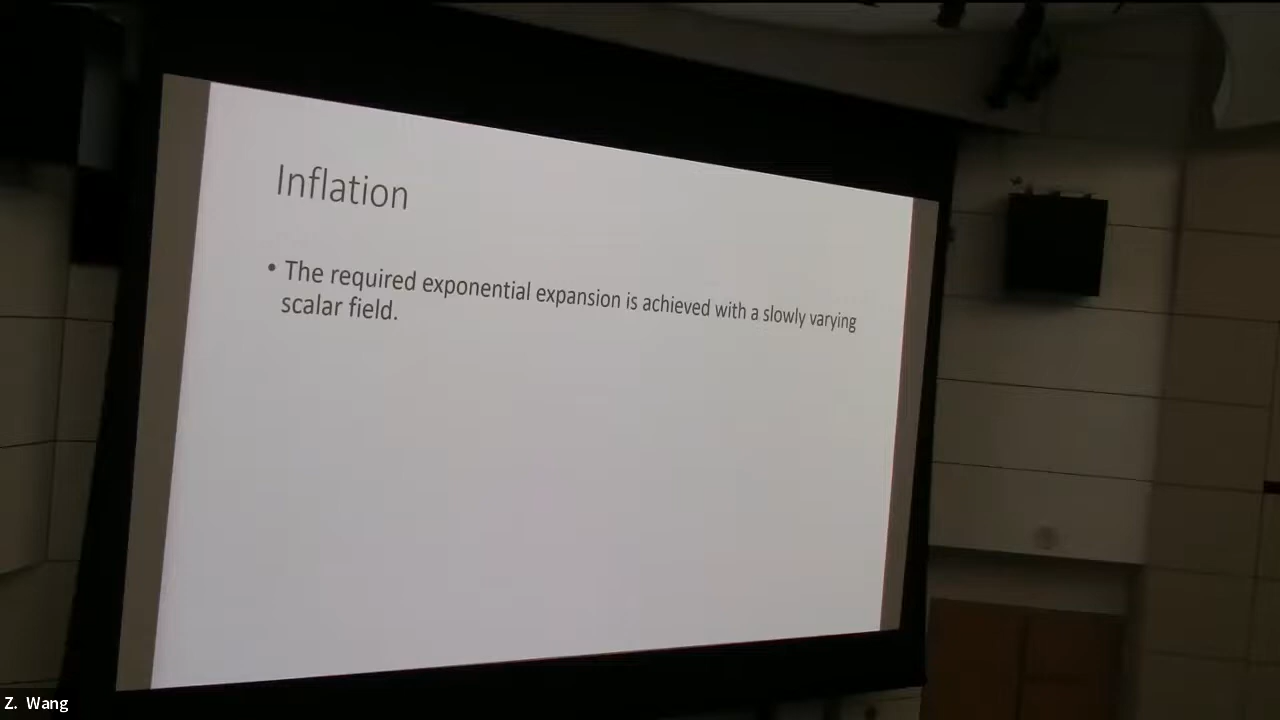 Inflation
• The required exponential expansion is achieved with a slowly varying
scalar field.
Z. Wang